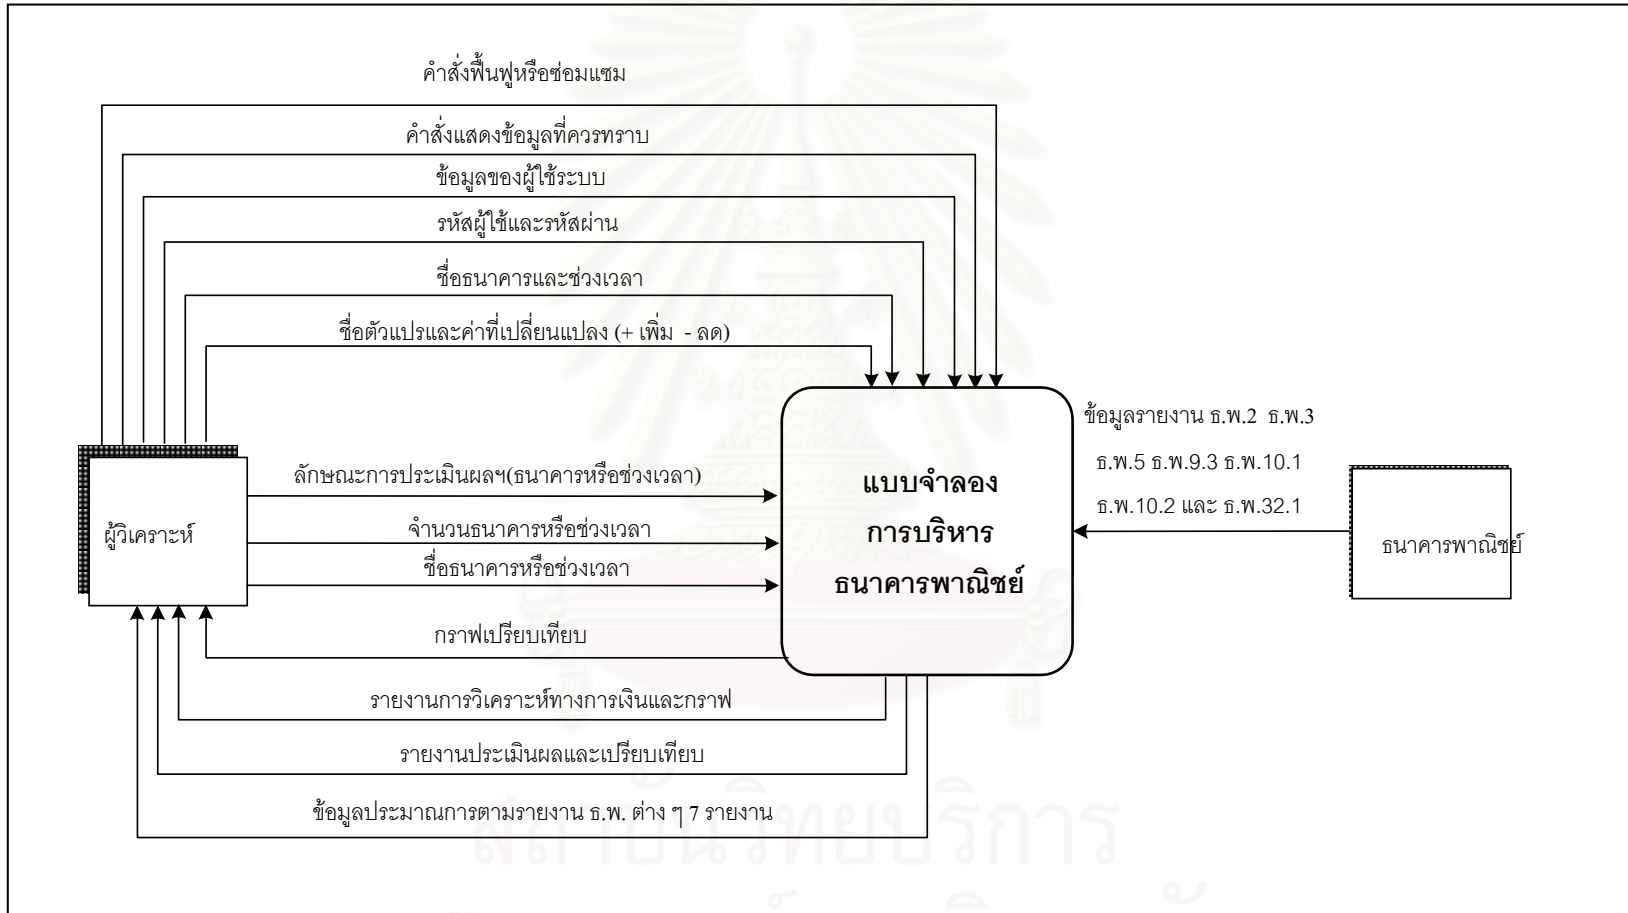 คำสั่งฟื้นฟูหรือซ่อมแซม
คำสั่งแสดงข้อมูลที่ควรทราบ
ข้อมูลของผู้ใช้ระบบ
รหัสผู้ใช้และรหัสผ่าน
ชื่อธนาคารและช่วงเวลา
ชื่อตัวแปรและค่าที่เปลี่ยนแปลง (+ เพิ่ม - ลด)
ข้อมูลรายงาน ธ.พ.2 ธ.พ.3
ธ.พ.5 ธ.พ.9.3 ธ.พ.10.1
ธ.พ.10.2 และ ธ.พ.32.1
ลักษณะการประเมินผลฯ(ธนาคารหรือช่วงเวลา)
แบบจำลอง
การบริหาร
ธนาคารพาณิชย์
ผู้วิเคราะห์
จำนวนธนาคารหรือช่วงเวลา
ธนาคารพาณิชย์
ชื่อธนาคารหรือช่วงเวลา
กราฟเปรียบเทียบ
รายงานการวิเคราะห์ทางการเงินและกราฟ
รายงานประเมินผลและเปรียบเทียบ
ข้อมูลประมาณการตามรายงาน ธ.พ. ต่าง ๆ 7 รายงาน
สถาบันวิทยบริการ